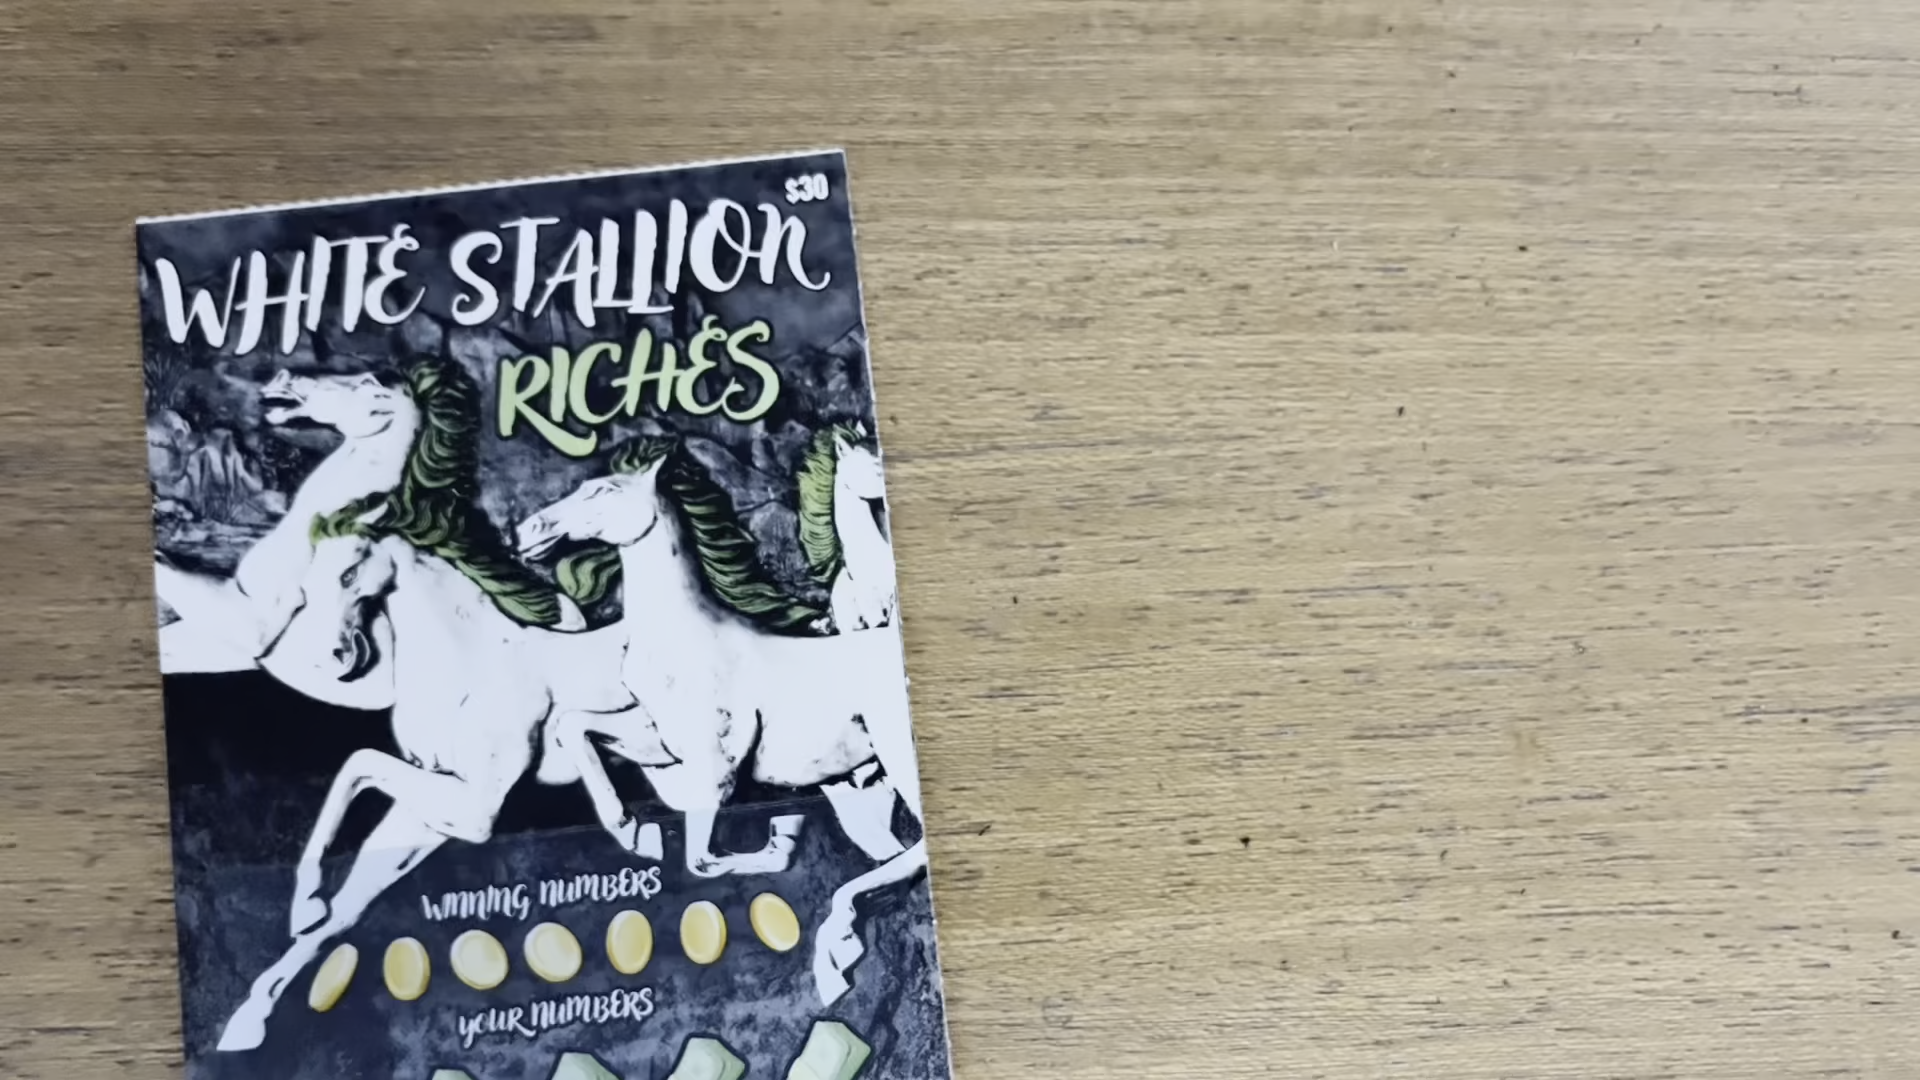 $30
WHITE STALLION
RICHES
WINNING NUMBERS
YOUR NUMBERS